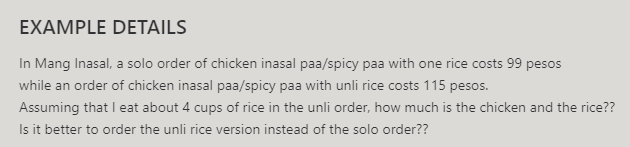 EXAMPLE DETAILS
In Mang Inasal, a solo order of chicken inasal paa/spicy paa with one rice costs 99 pesos
while an order of chicken inasal paa/spicy paa with unli rice costs 115 pesos.
Assuming that I eat about 4 cups of rice in the unli order, how much is the chicken and the rice??
Is it better to order the unli rice version instead of the solo order??